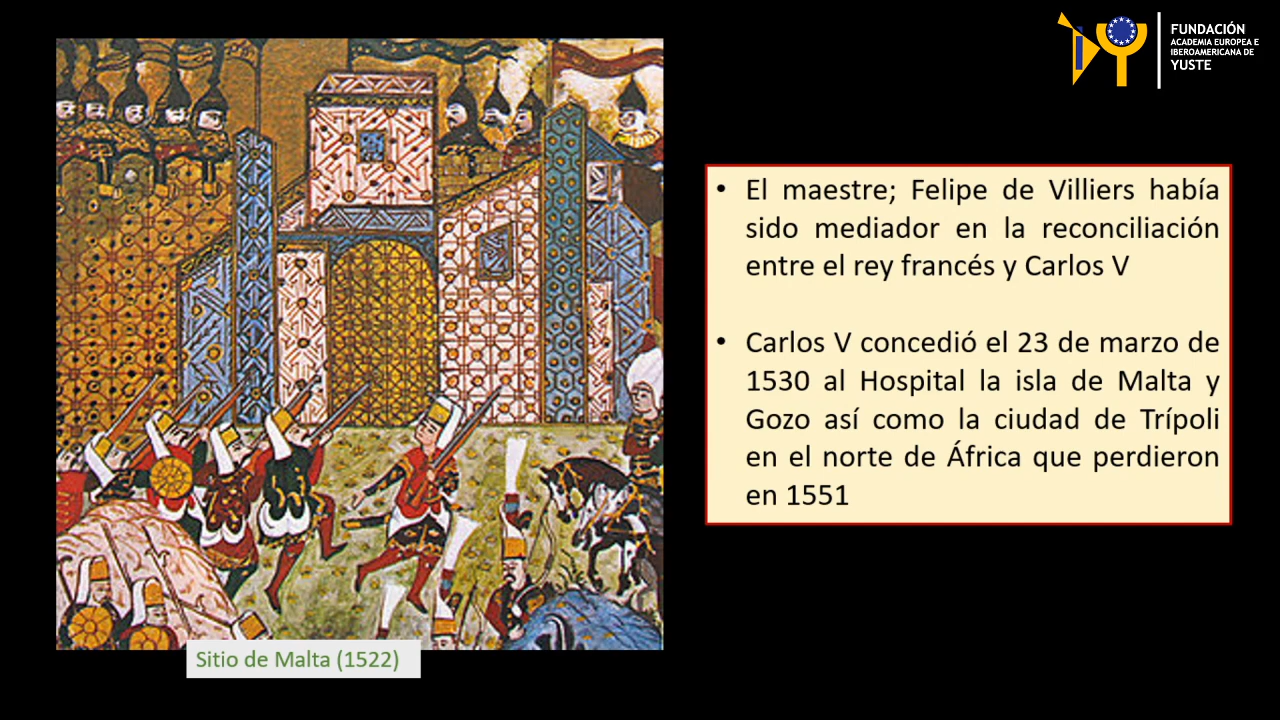 FUNDACIÓN
ACADEMIA EUROPEA E
IBEROAMERICANA DE
YUSTE
• El maestre; Felipe de Villiers había
sido mediador en la reconciliación
entre el rey francés y Carlos V
• Carlos V concedió el 23 de marzo de
1530 al Hospital la isla de Malta y
Gozo así como la ciudad de Trípoli
en el norte de África que perdieron
en 1551
Sitio de Malta (1522)